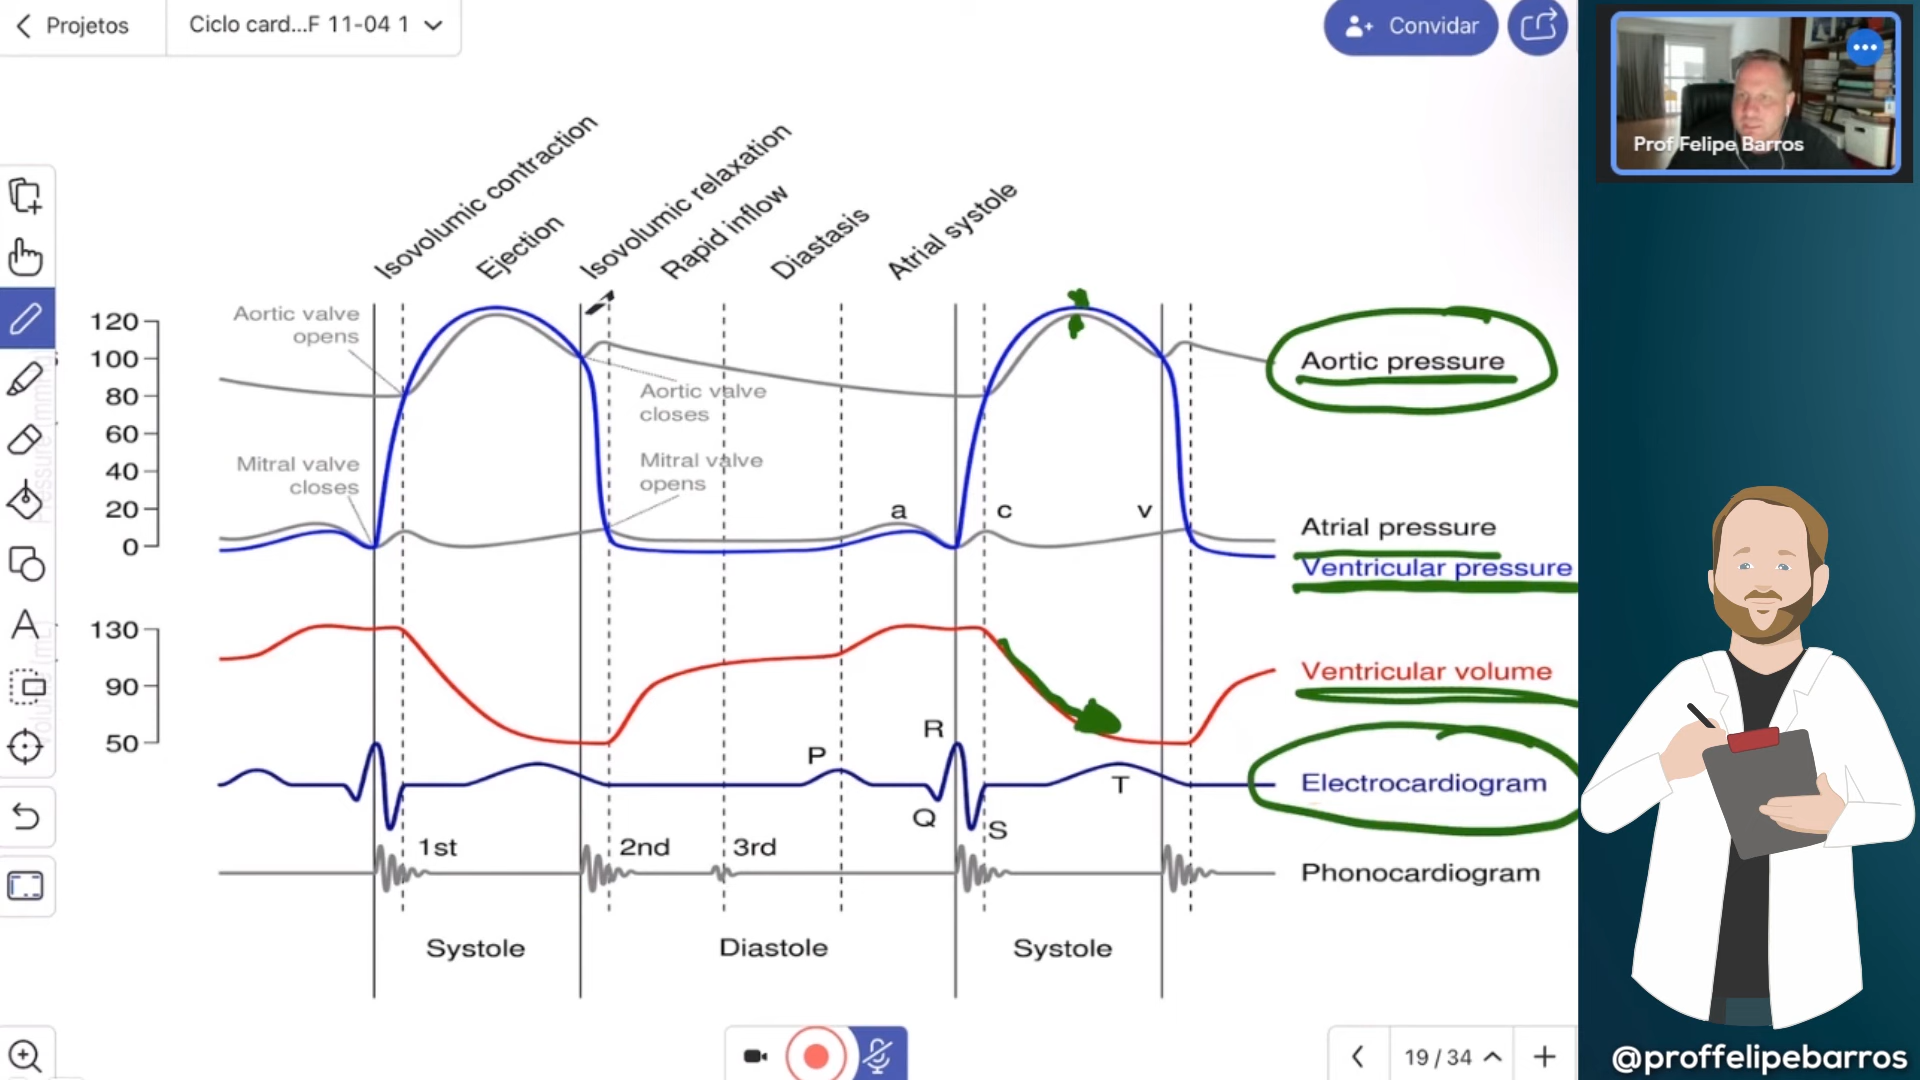 Projetos
Ciclo card...F 11-04 1
Convidar
Prof Felipe Barros
Isovolumic contraction
Ejection
Isovolumic relaxation
Rapid inflow
Diastasis
Atrial systole
Aortic valve
opens
Aortic valve
closes
Mitral valve
closes
Mitral valve
opens
120
100
80
60
40
20
0
a
c
v
Aortic pressure
Atrial pressure
Ventricular pressure
130
90
50
Ventricular volume
R
P
T
Q
S
Electrocardiogram
1st
2nd
3rd
Phonocardiogram
Systole
Diastole
Systole
A
19 / 34
@proffelipebarros